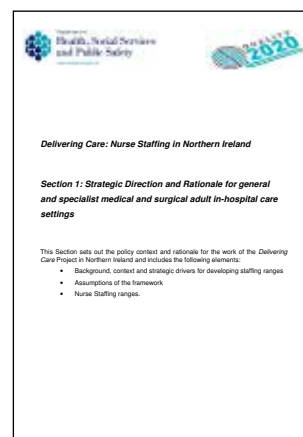 Health, Social Services
and Public Safety
QUALITY
2020
Delivering Care: Nurse Staffing in Northern Ireland
Section 1: Strategic Direction and Rationale for general
and specialist medical and surgical adult in-hospital care
settings
This Section sets out the policy context and rationale for the work of the Delivering
Care Project in Northern Ireland and includes the following elements:
• Background, context and strategic drivers for developing staffing ranges
• Assumptions of the framework
• Nurse Staffing ranges.